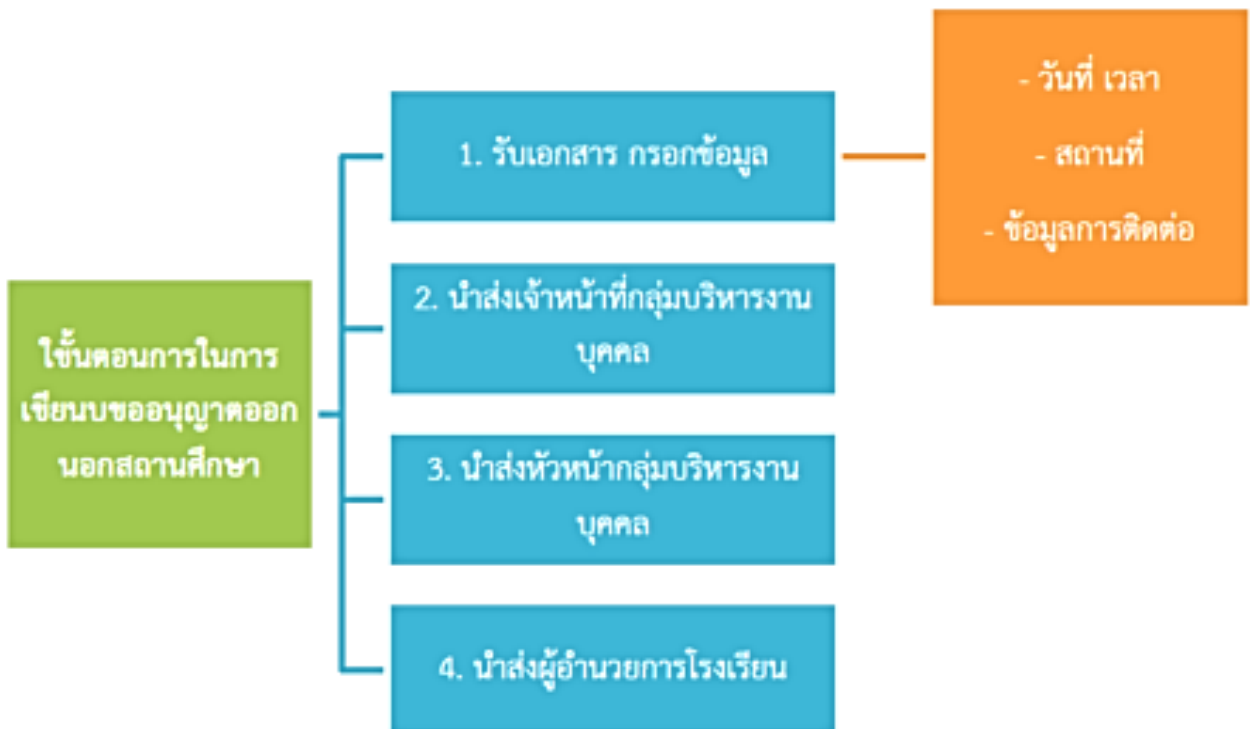 ใขั้นตอนการในการ
เขียนบขออนุญาตออก
นอกสถานศึกษา
1. รับเอกสาร กรอกข้อมูล
- วันที่ เวลา
- สถานที่
- ข้อมูลการติดต่อ
2. นำส่งเจ้าหน้าที่กลุ่มบริหารงาน
บุคคล
3. นำส่งหัวหน้ากลุ่มบริหารงาน
บุคคล
4. นำส่งผู้อำนวยการโรงเรียน